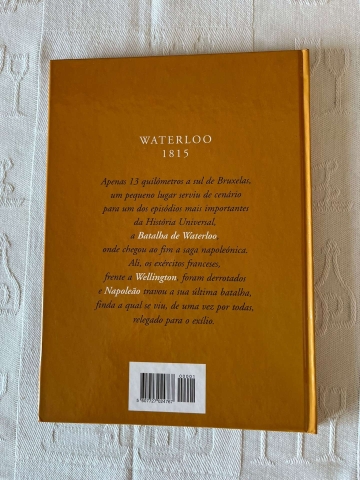 WATERLOO
1815
Apenas 13 quilómetros a sul de Bruxelas,
um pequeno lugar serviu de cenário
para um dos episódios mais importantes
da História Universal,
a Batalha de Waterloo
onde chegou ao fim a saga napoleónica.
Ali, os exércitos franceses,
frente a Wellington, foram derrotados
e Napoleão travou a sua última batalha,
finda a qual se viu, de uma vez por todas,
relegado para o exílio.
00001